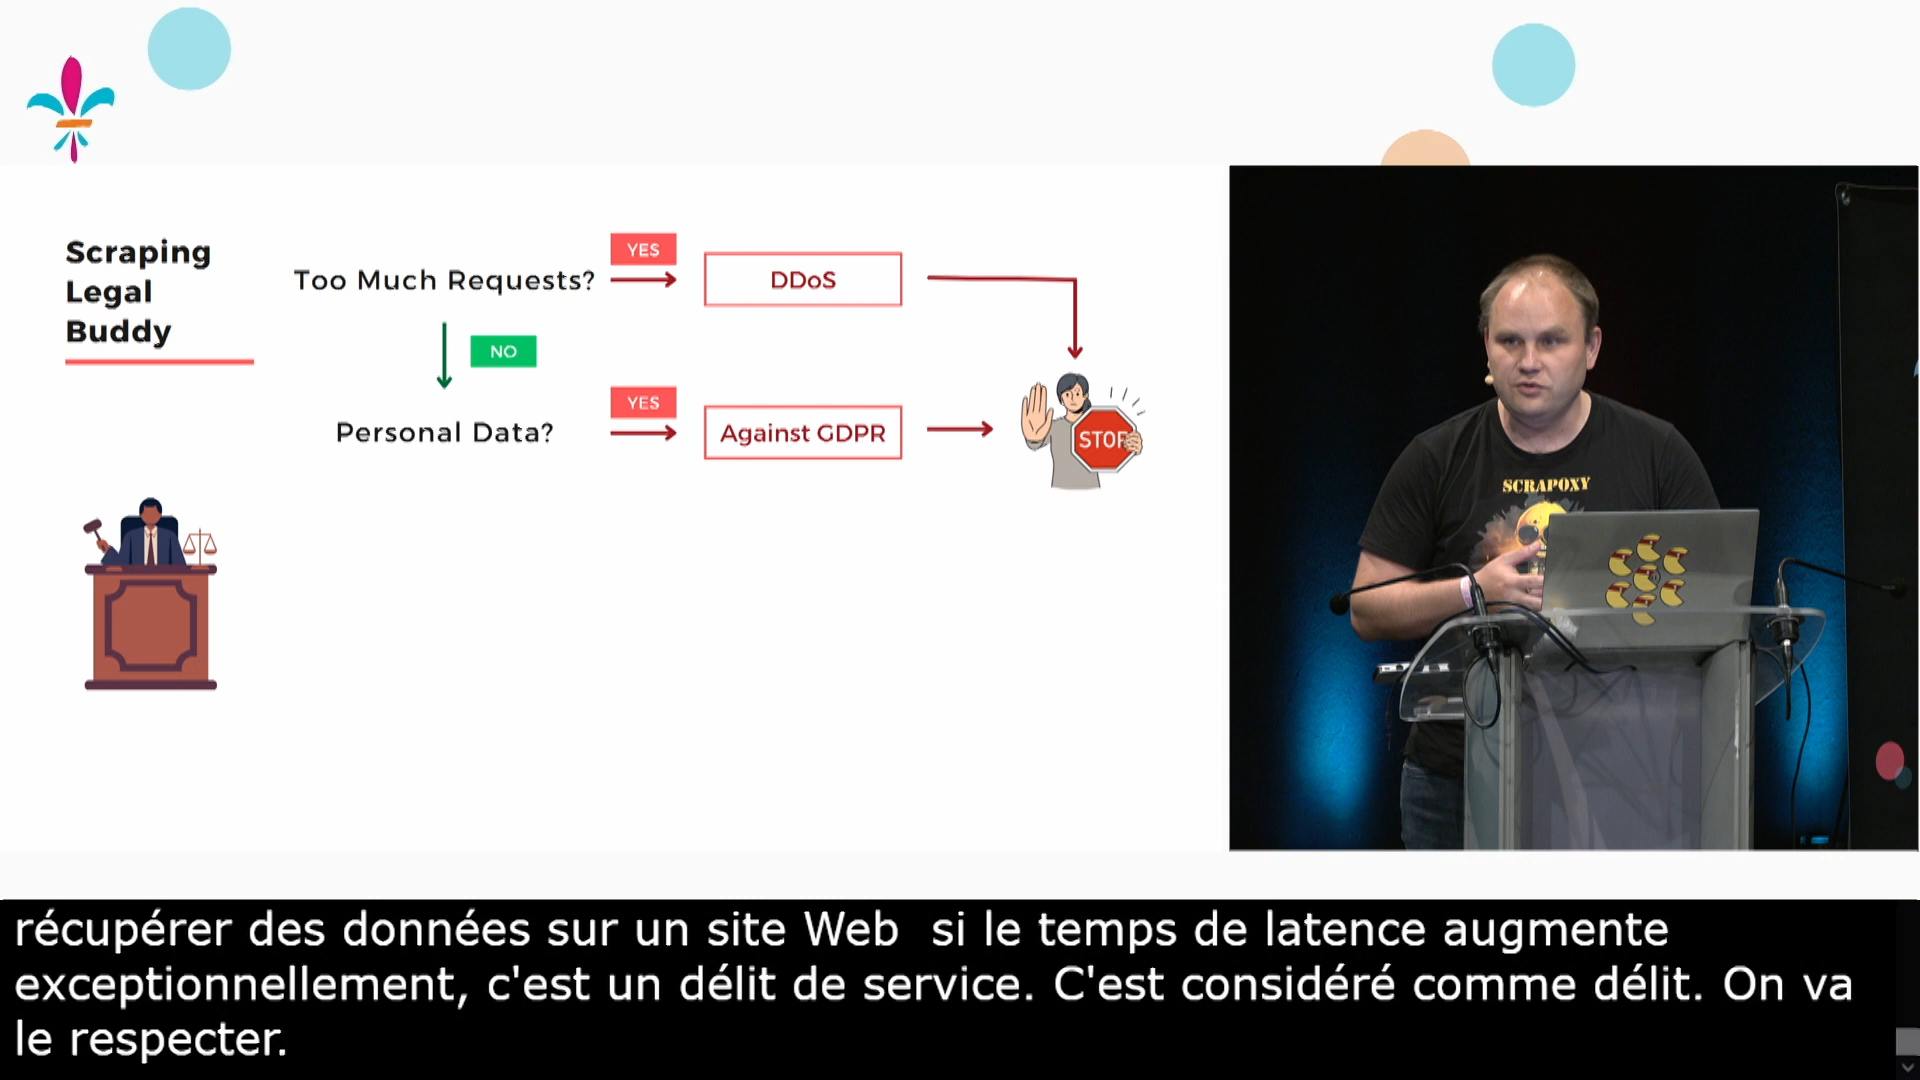 Scraping
Legal
Buddy
Too Much Requests?
YES
DDoS
NO
Personal Data?
YES
Against GDPR
STOP
SCRAPOXY
récupérer des données sur un site Web si le temps de latence augmente
exceptionnellement, c'est un délit de service. C'est considéré comme délit. On va
le respecter.